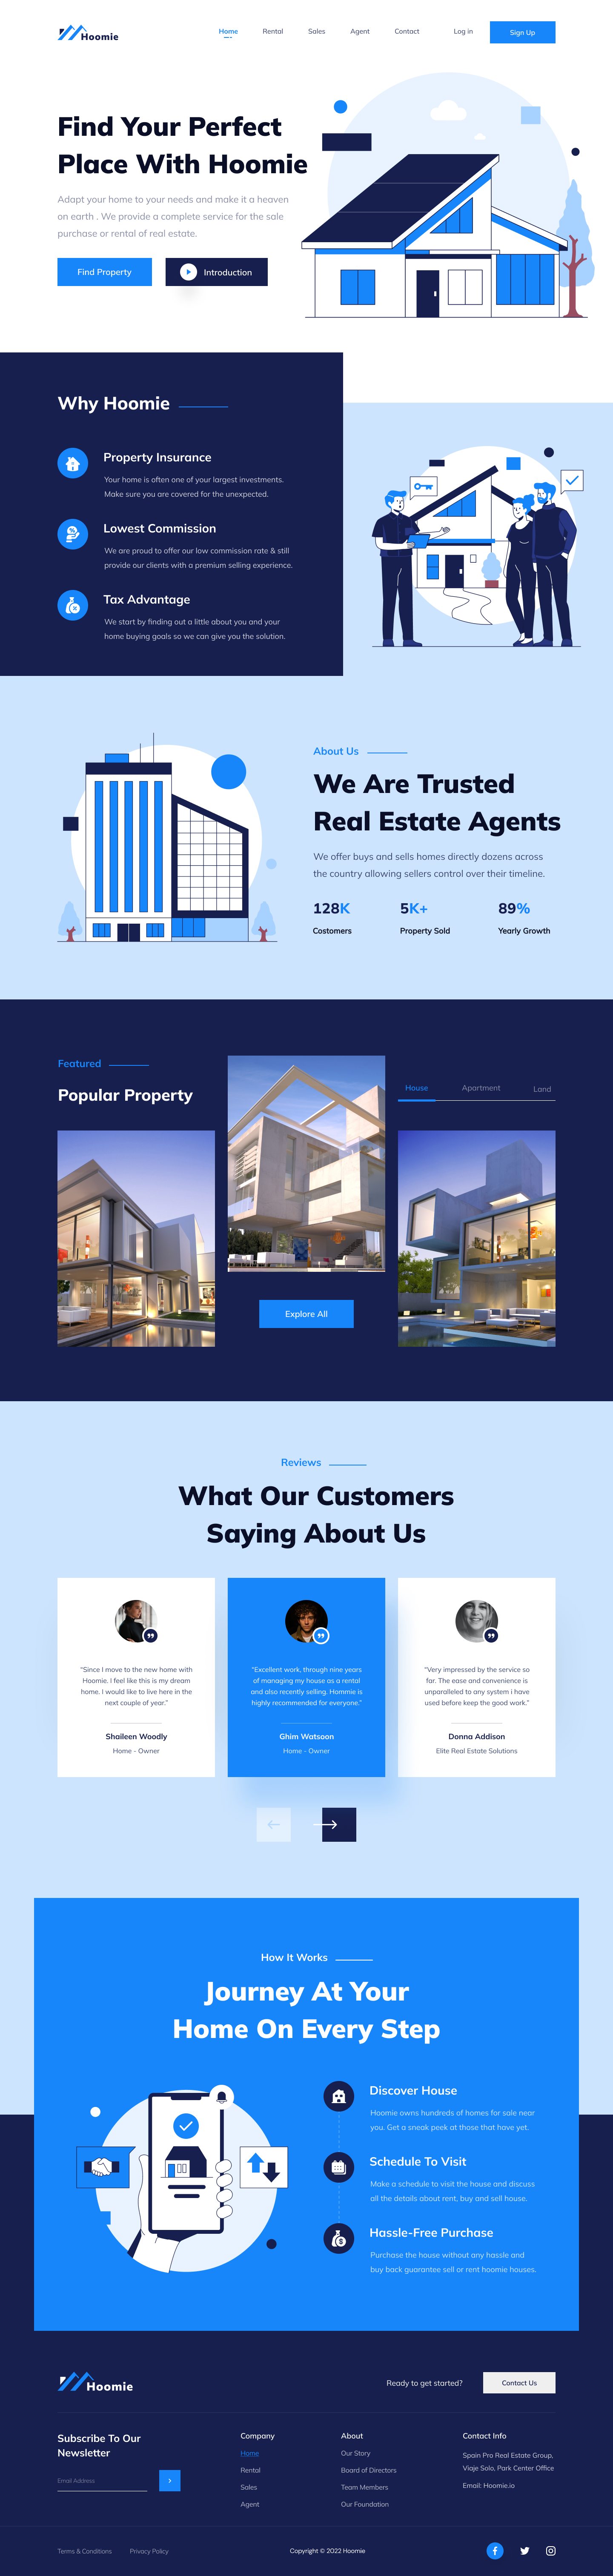 Hoomie
Home
Rental
Sales
Agent
Contact
Log in
Sign Up
Find Your Perfect
Place With Hoomie
Adapt your home to your needs and make it a heaven
on earth . We provide a complete service for the sale
purchase or rental of real estate.
Find Property
Introduction
Why Hoomie
Property Insurance
Your home is often one of your largest investments.
Make sure you are covered for the unexpected.
Lowest Commission
We are proud to offer our low commission rate & still
provide our clients with a premium selling experience.
Tax Advantage
We start by finding out a little about you and your
home buying goals so we can give you the solution.
About Us
We Are Trusted
Real Estate Agents
We offer buys and sells homes directly dozens across
the country allowing sellers control over their timeline.
128K
Costomers
5K+
Property Sold
89%
Yearly Growth
Featured
Popular Property
House
Apartment
Land
Explore All
Reviews
What Our Customers
Saying About Us
"Since I move to the new home with
Hoomie. I feel like this is my dream
home. I would like to live here in the
next couple of year."
Shaileen Woodly
Home - Owner
"Excellent work, through nine years
of managing my house as a rental
and also recently selling. Hommie is
highly recommended for everyone."
Ghim Watsoon
Home - Owner
"Very impressed by the service so
far. The ease and convenience is
unparalleled to any system i have
used before keep the good work."
Donna Addison
Elite Real Estate Solutions
How It Works
Journey At Your
Home On Every Step
Discover House
Hoomie owns hundreds of homes for sale near
you. Get a sneak peek at those that have yet.
Schedule To Visit
Make a schedule to visit the house and discuss
all the details about rent, buy and sell house.
Hassle-Free Purchase
Purchase the house without any hassle and
buy back guarantee sell or rent hoomie houses.
Hoomie
Ready to get started?
Contact Us
Subscribe To Our
Newsletter
Email Address
Company
Home
Rental
Sales
Agent
About
Our Story
Board of Directors
Team Members
Our Foundation
Contact Info
Spain Pro Real Estate Group,
Viaje Solo, Park Center Office
Email: Hoomie.io
Terms & Conditions
Privacy Policy
Copyright © 2022 Hoomie